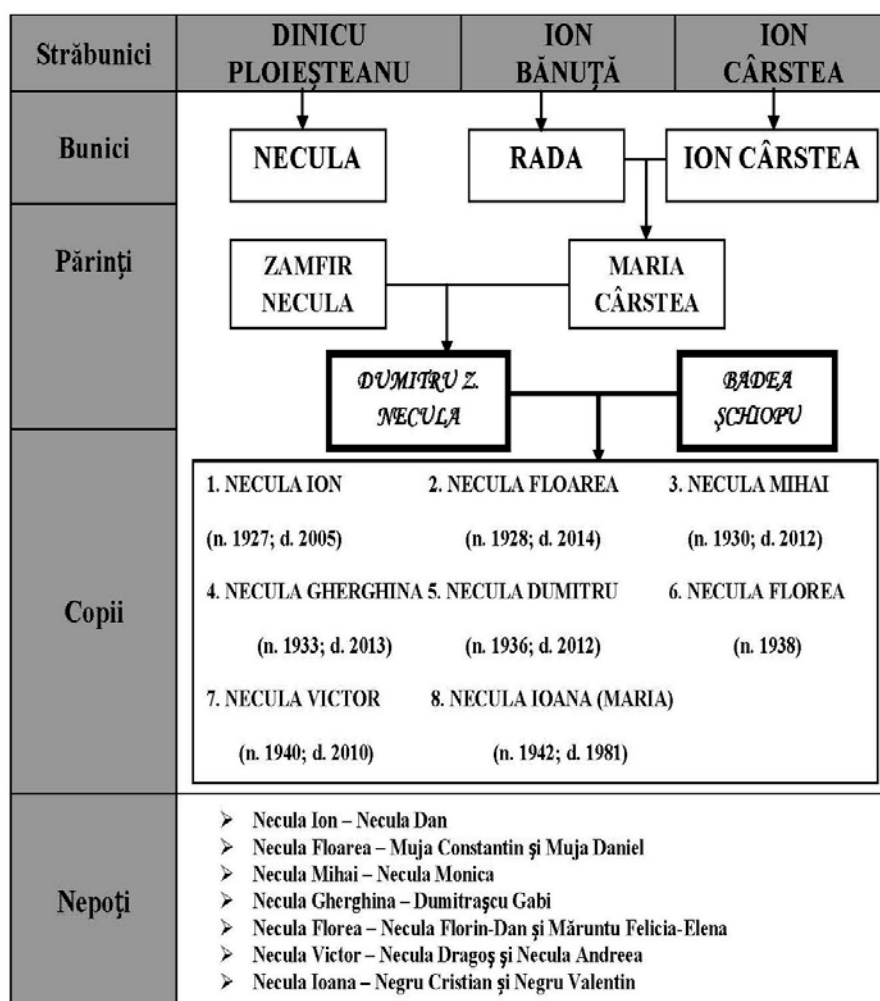 Străbunici
DINICU PLOIEŞTEANU
ION BĂNUŢĂ
ION CÂRSTEA
Bunici
NECULA
RADA
ION CÂRSTEA
Părinţi
ZAMFIR
NECULA
MARIA
CÂRSTEA
DUMITRU Z.
NECULA
BADEA
ŞCHIOPU
Copii
1. NECULA ION 2. NECULA FLOAREA 3. NECULA MIHAI
(n. 1927; d. 2005) (n. 1928; d. 2014) (n. 1930; d. 2012)
4. NECULA GHERGHINA 5. NECULA DUMITRU 6. NECULA FLOREA
(n. 1933; d. 2013) (n. 1936; d. 2012) (n. 1938)
7. NECULA VICTOR 8. NECULA IOANA (MARIA)
(n. 1940; d. 2010) (n. 1942; d. 1981)
Nepoţi
➢ Necula Ion – Necula Dan
➢ Necula Floarea – Muja Constantin şi Muja Daniel
➢ Necula Mihai – Necula Monica
➢ Necula Gherghina – Dumitraşcu Gabi
➢ Necula Florea – Necula Florin-Dan şi Măruntu Felicia-Elena
➢ Necula Victor – Necula Dragoş şi Necula Andreea
➢ Necula Ioana – Negru Cristian şi Negru Valentin